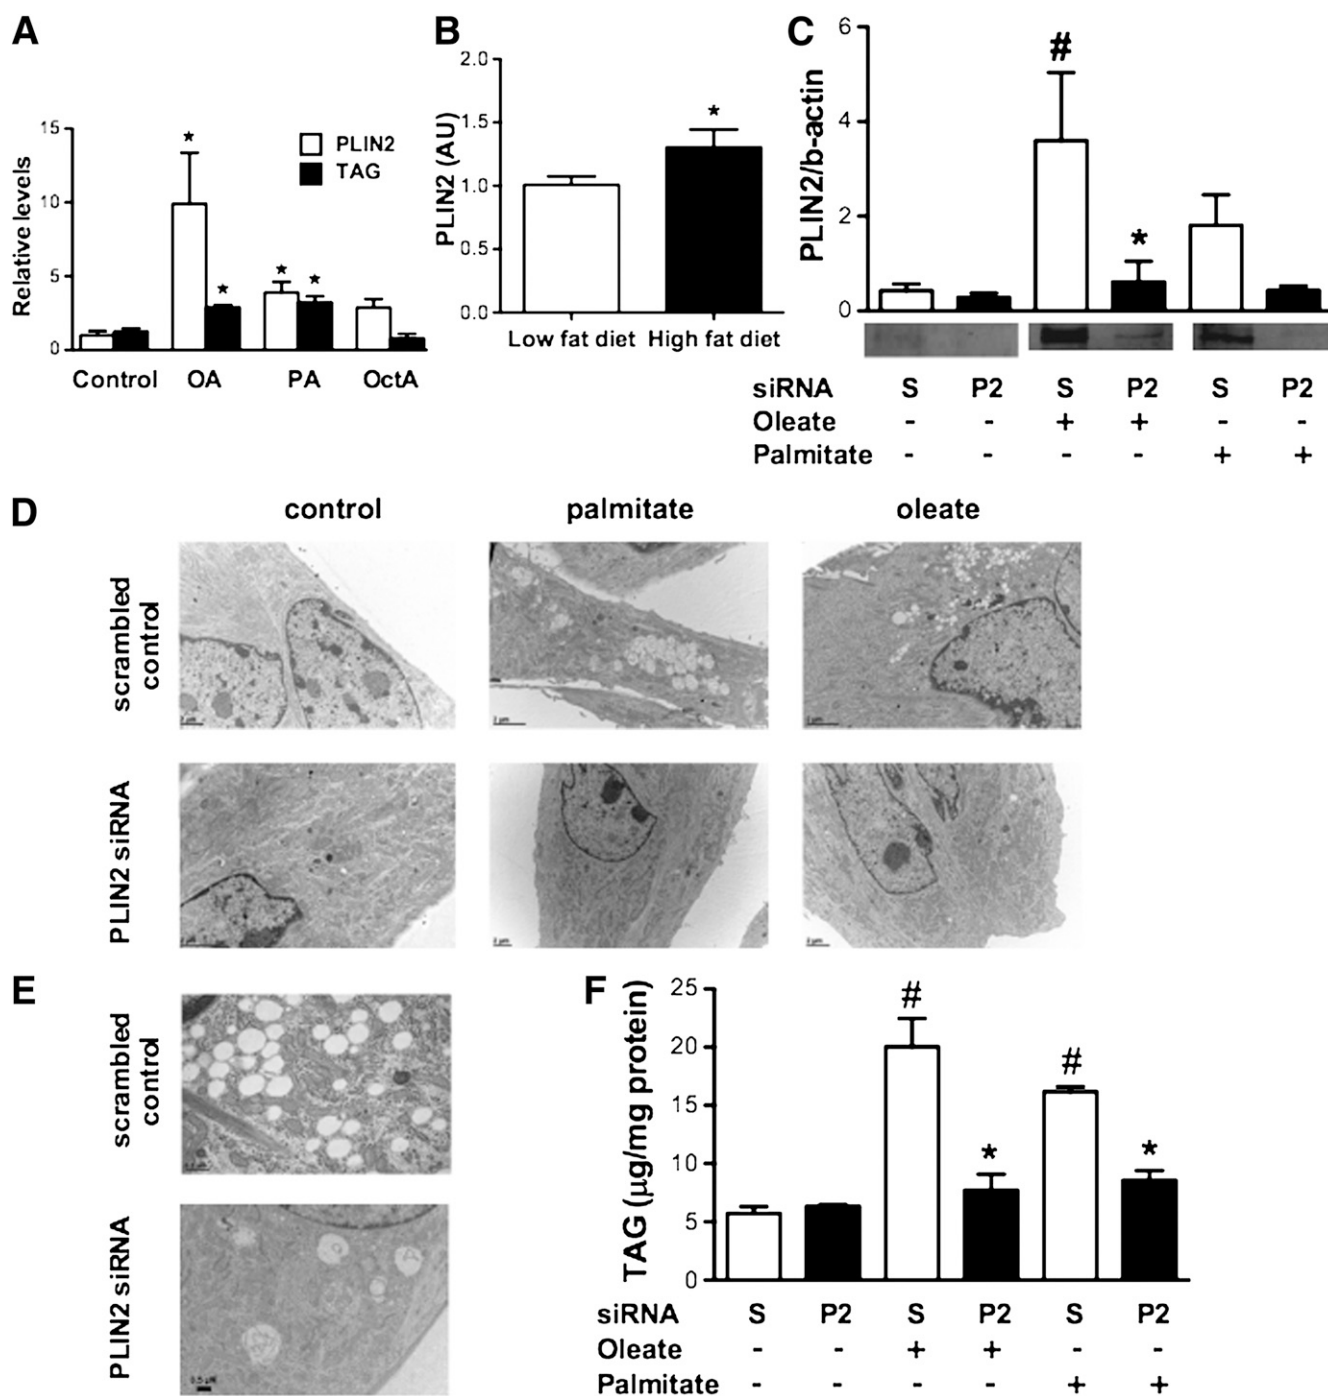 A
Relative levels
15
10
5
0
PLIN2
TAG
*
*
*
*
Control OA PA OctA
B
PLIN2 (AU)
2.0
1.5
1.0
0.5
0.0
*
Low fat diet High fat diet
C
PLIN2/b-actin
6
4
2
0
#
*
siRNA S P2 S P2 S P2
Oleate - - + + - -
Palmitate - - - - + +
D
control palmitate oleate
scrambled
control
PLIN2 siRNA
E
scrambled
control
PLIN2 siRNA
F
TAG (µg/mg protein)
25
20
15
10
5
0
#
*
#
*
siRNA S P2 S P2 S P2
Oleate - - + + - -
Palmitate - - - - + +